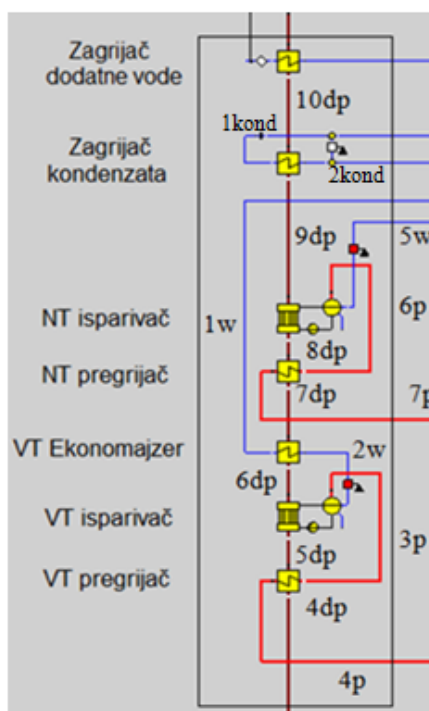 Zagrijač
dodatne vode
10dp
1kond
Zagrijač
kondenzata
2kond
9dp
5w
6p
NT isparivač
1w
8dp
NT pregrijač
7dp
7p
VT Ekonomajzer
2w
6dp
VT isparivač
3p
5dp
VT pregrijač
4dp
4p